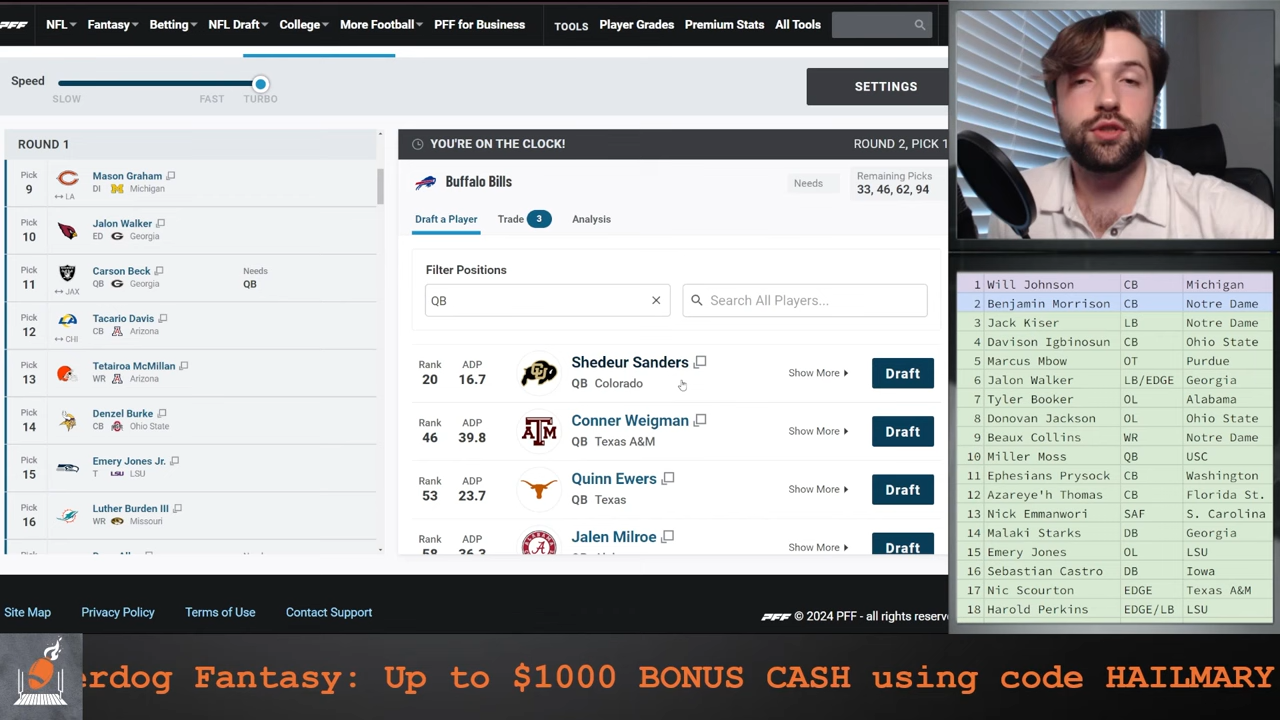 PFF NFL Fantasy Betting NFL Draft College More Football PFF for Business TOOLS Player Grades Premium Stats All Tools
Speed
SLOW FAST TURBO
SETTINGS
ROUND 1
Pick 9 Mason Graham
DI Michigan
↔ LA
Pick 10 Jalon Walker
ED G Georgia
Pick 11 Carson Beck Needs
QB G Georgia QB
↔ JAX
Pick 12 Tacario Davis
CB Arizona
↔ CHI
Pick 13 Tetairoa McMillan
WR Arizona
Pick 14 Denzel Burke
CB Ohio State
Pick 15 Emery Jones Jr.
T LSU LSU
Pick 16 Luther Burden III
WR Missouri
YOU'RE ON THE CLOCK! ROUND 2, PICK 1
Buffalo Bills Needs Remaining Picks
33, 46, 62, 94
Draft a Player Trade 3 Analysis
Filter Positions
QB Search All Players...
Rank 20 ADP 16.7 Shedeur Sanders Show More Draft
QB Colorado
Rank 46 ADP 39.8 Conner Weigman Show More Draft
QB Texas A&M
Rank 53 ADP 23.7 Quinn Ewers Show More Draft
QB Texas
Rank 58 ADP 36.3 Jalen Milroe Show More Draft
1 Will Johnson CB Michigan
2 Benjamin Morrison CB Notre Dame
3 Jack Kiser LB Notre Dame
4 Davison Igbinosun CB Ohio State
5 Marcus Mbow OT Purdue
6 Jalon Walker LB/EDGE Georgia
7 Tyler Booker OL Alabama
8 Donovan Jackson OL Ohio State
9 Beaux Collins WR Notre Dame
10 Miller Moss QB USC
11 Ephesians Prysock CB Washington
12 Azareye'h Thomas CB Florida St.
13 Nick Emmanwori SAF S. Carolina
14 Malaki Starks DB Georgia
15 Emery Jones OL LSU
16 Sebastian Castro DB Iowa
17 Nic Scourton EDGE Texas A&M
18 Harold Perkins EDGE/LB LSU
Site Map Privacy Policy Terms of Use Contact Support PFF © 2024 PFF - all rights reserv
erdog Fantasy: Up to $1000 BONUS CASH using code HAILMARY